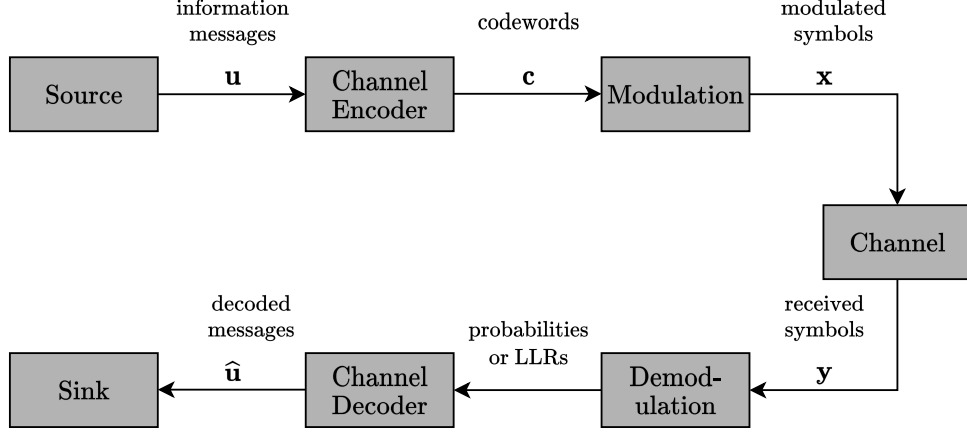 information
messages
codewords
modulated
symbols
Source
u
Channel
Encoder
c
Modulation
x
Channel
decoded
messages
probabilities
or LLRs
received
symbols
Sink
û
Channel
Decoder
Demod-
ulation
y